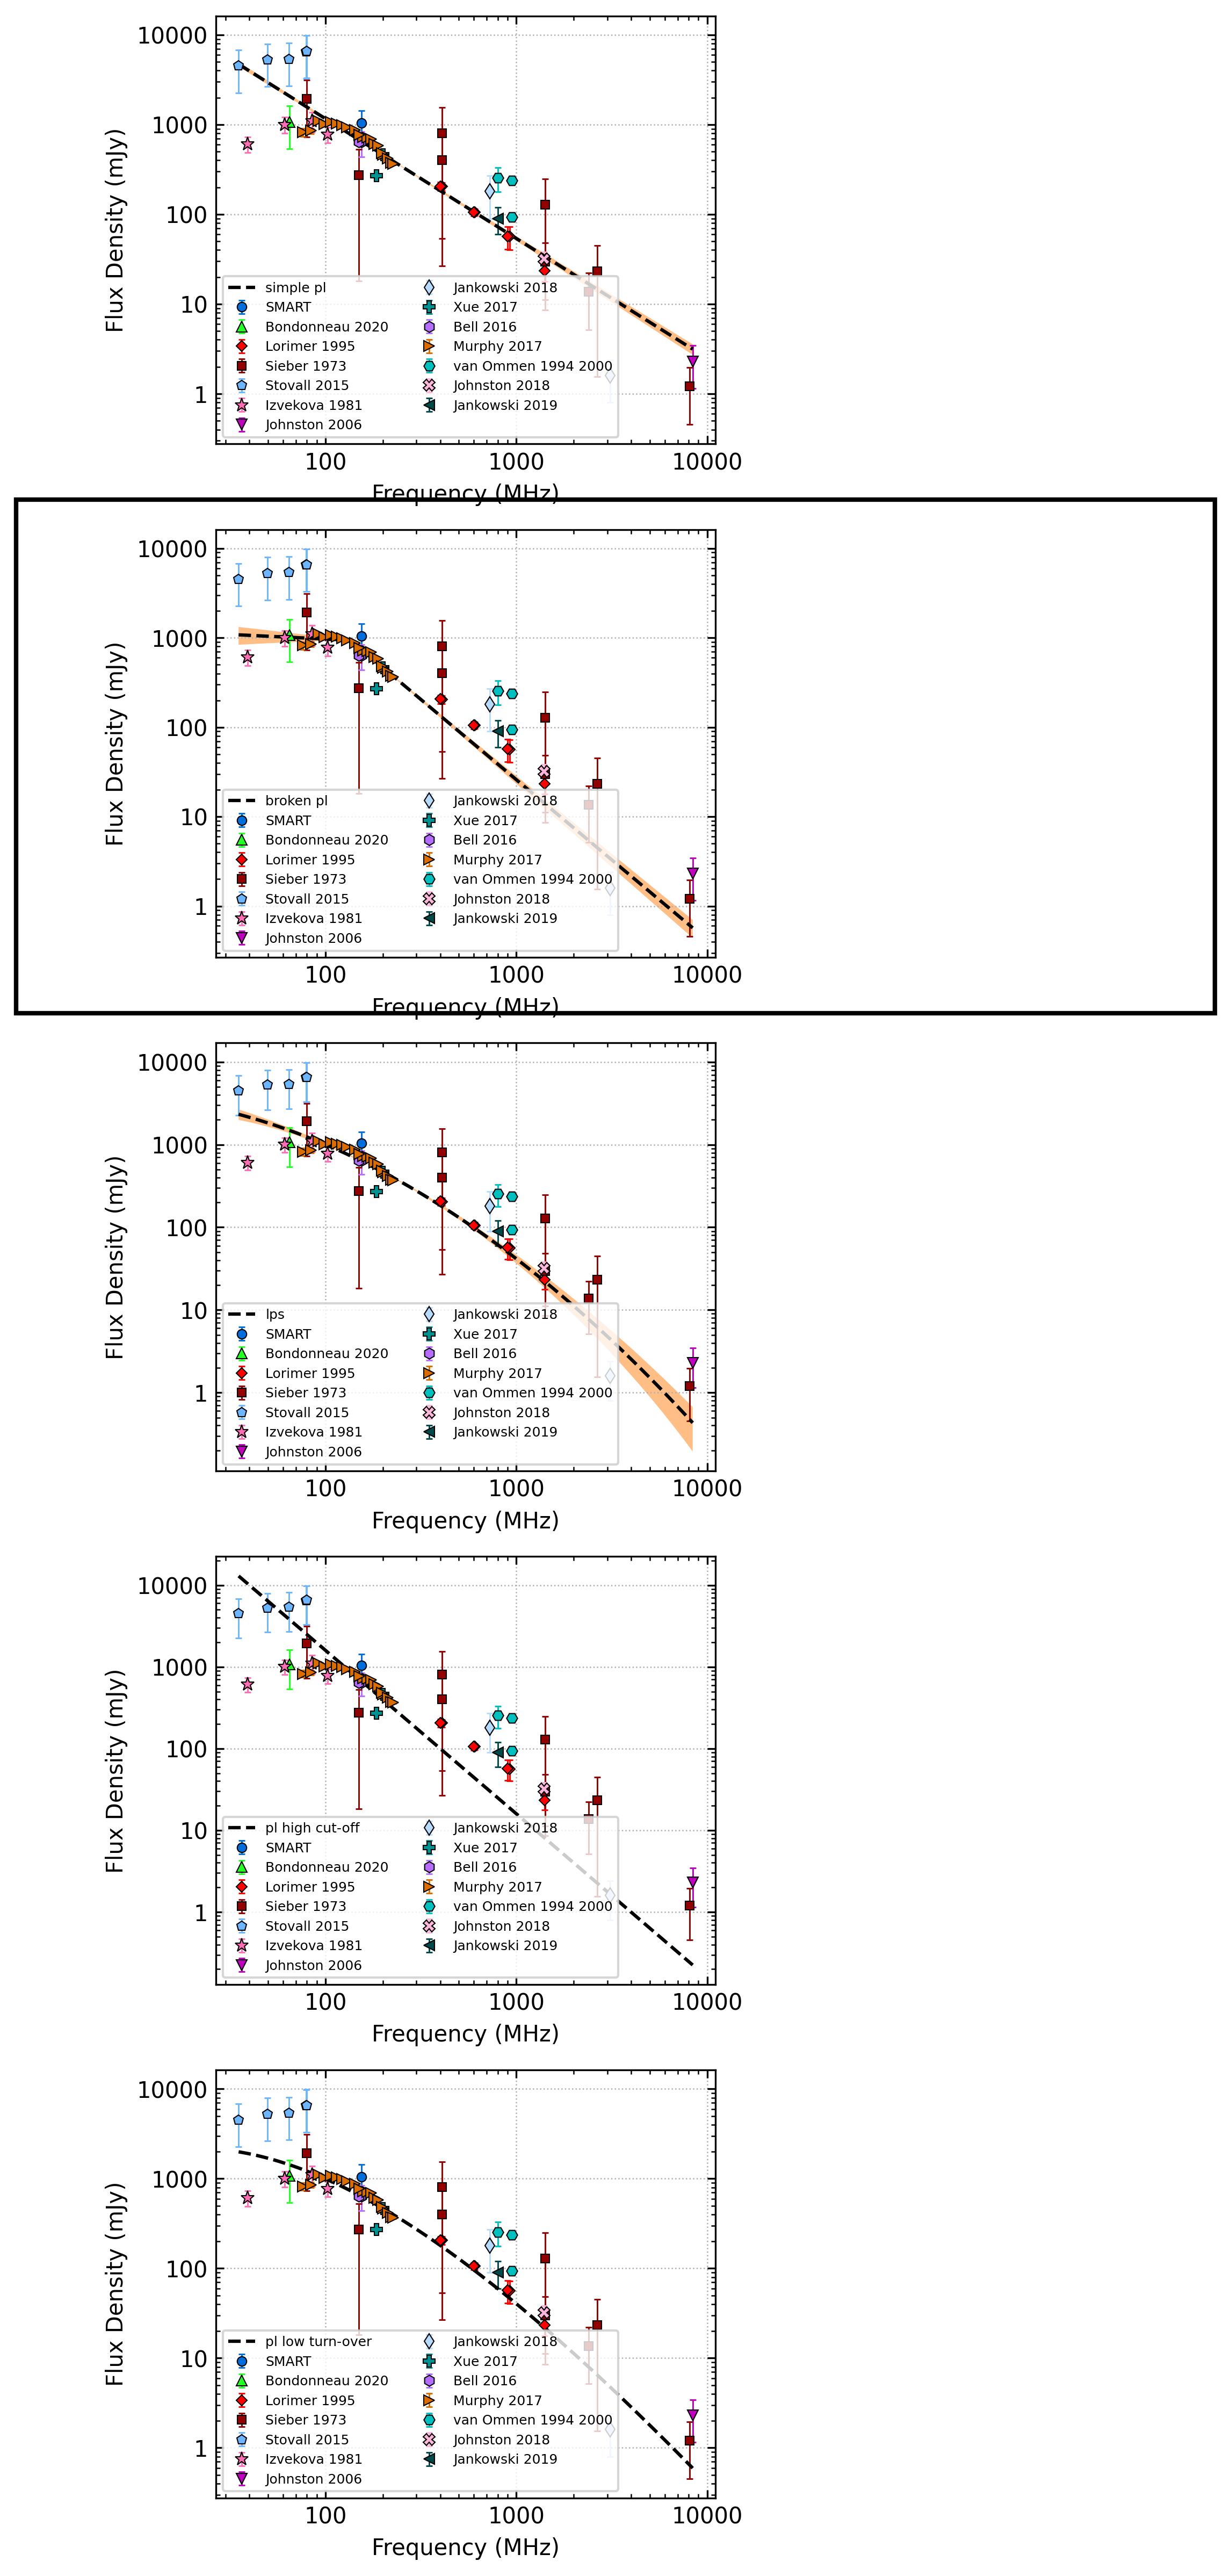 10000
1000
100
10
1
Flux Density (mJy)
simple pl
SMART
Bondonneau 2020
Lorimer 1995
Sieber 1973
Stovall 2015
Izvekova 1981
Johnston 2006
Jankowski 2018
Xue 2017
Bell 2016
Murphy 2017
van Ommen 1994 2000
Johnston 2018
Jankowski 2019
100 1000 10000
Frequency (MHz)
10000
1000
100
10
1
Flux Density (mJy)
broken pl
SMART
Bondonneau 2020
Lorimer 1995
Sieber 1973
Stovall 2015
Izvekova 1981
Johnston 2006
Jankowski 2018
Xue 2017
Bell 2016
Murphy 2017
van Ommen 1994 2000
Johnston 2018
Jankowski 2019
100 1000 10000
Frequency (MHz)
10000
1000
100
10
1
Flux Density (mJy)
lps
SMART
Bondonneau 2020
Lorimer 1995
Sieber 1973
Stovall 2015
Izvekova 1981
Johnston 2006
Jankowski 2018
Xue 2017
Bell 2016
Murphy 2017
van Ommen 1994 2000
Johnston 2018
Jankowski 2019
100 1000 10000
Frequency (MHz)
10000
1000
100
10
1
Flux Density (mJy)
pl high cut-off
SMART
Bondonneau 2020
Lorimer 1995
Sieber 1973
Stovall 2015
Izvekova 1981
Johnston 2006
Jankowski 2018
Xue 2017
Bell 2016
Murphy 2017
van Ommen 1994 2000
Johnston 2018
Jankowski 2019
100 1000 10000
Frequency (MHz)
10000
1000
100
10
1
Flux Density (mJy)
pl low turn-over
SMART
Bondonneau 2020
Lorimer 1995
Sieber 1973
Stovall 2015
Izvekova 1981
Johnston 2006
Jankowski 2018
Xue 2017
Bell 2016
Murphy 2017
van Ommen 1994 2000
Johnston 2018
Jankowski 2019
100 1000 10000
Frequency (MHz)